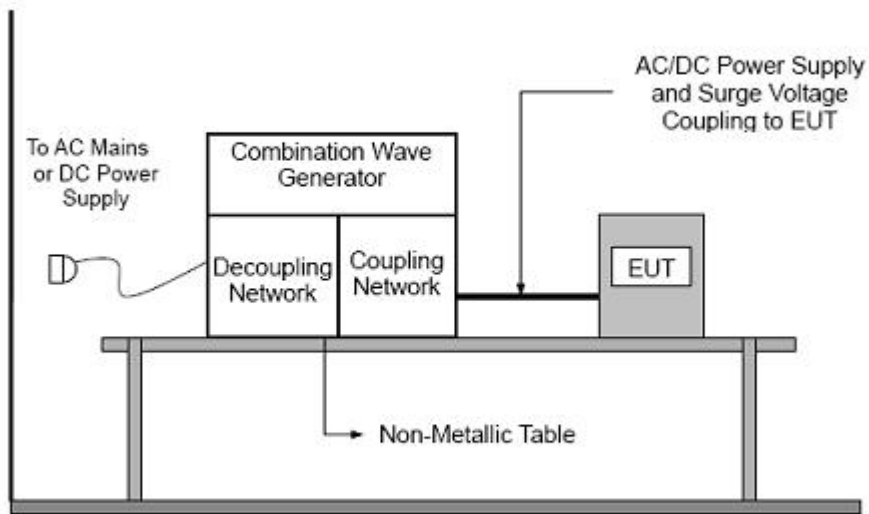 AC/DC Power Supply
and Surge Voltage
Coupling to EUT
To AC Mains
or DC Power
Supply
Combination Wave
Generator
Decoupling
Network
Coupling
Network
EUT
Non-Metallic Table